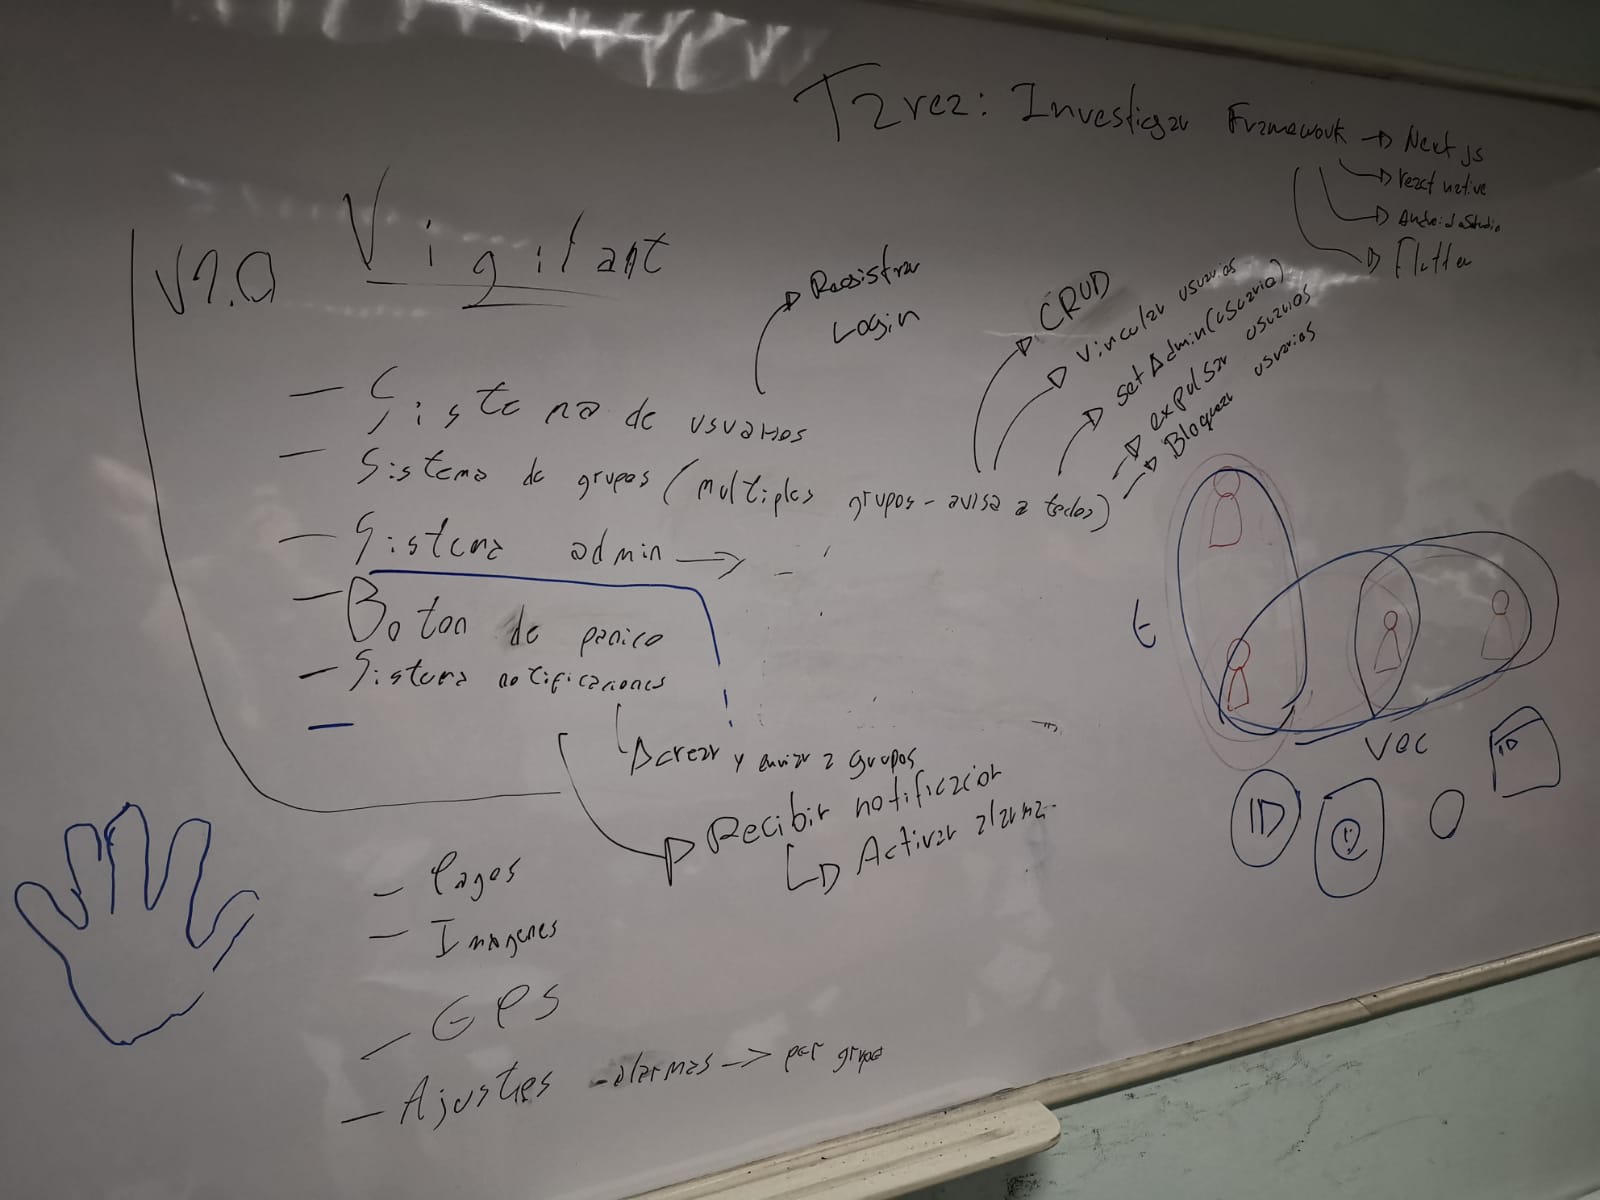 Tarea: Investigar Framework → Next js
→ react native
→ Android Studio
→ Flutter
V1.0 Vigilant
→ Registrar
Login
→ CRUD
→ Vincular usuarios
→ set Admin(usuario)
→ expulsar usuarios
→ Bloquear usuarios
- Sistema de usuarios
- Sistema de grupos (multiples grupos - avisa a todos)
- Sistema admin →
- Boton de panico
- Sistema notificaciones
→ crear y enviar a grupos
→ Recibir notificacion
→ Activar alarma
F
Vec
ID
ID
- Pagos
- Imagenes
- GPS
- Ajustes - alarmas → por grupo